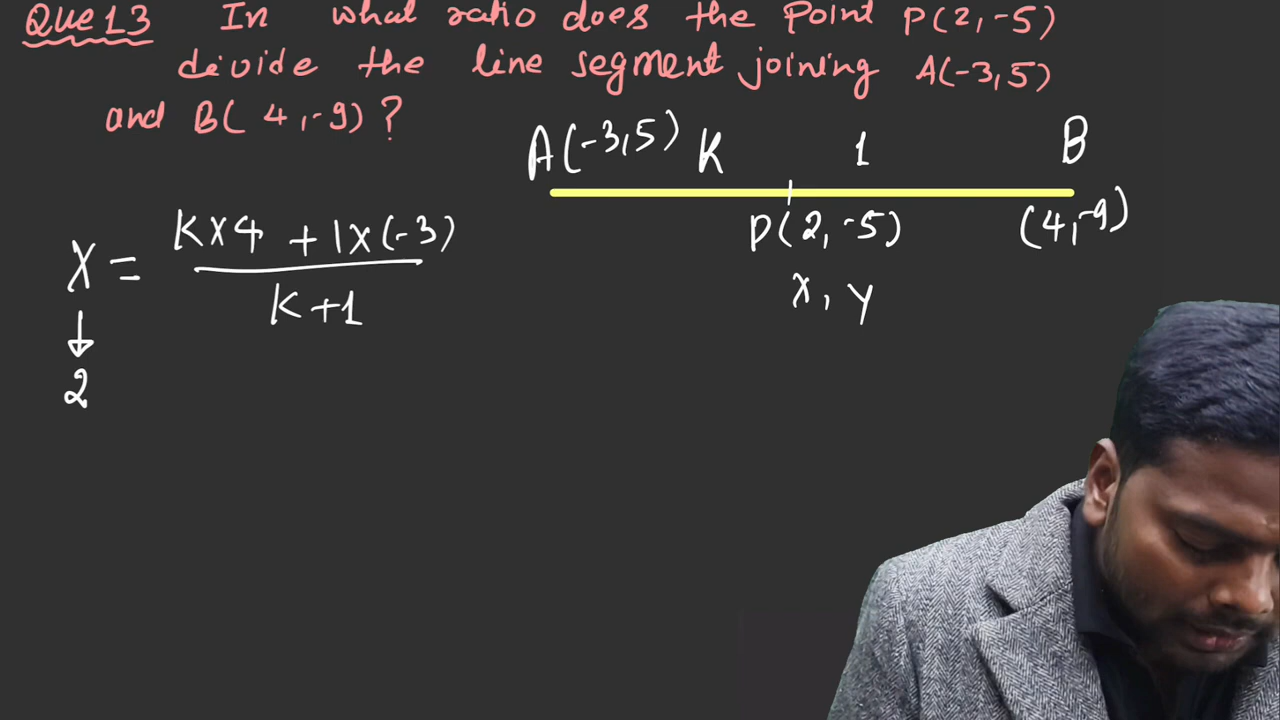 Que 13 In what ratio does the Point P(2,-5)
divide the line segment joining A(-3,5)
and B( 4,-9)?
A(-3,5) K 1 B
P(2,-5) (4,-9)
x, y
X = K×4 + 1×(-3)
K+1
↓
2